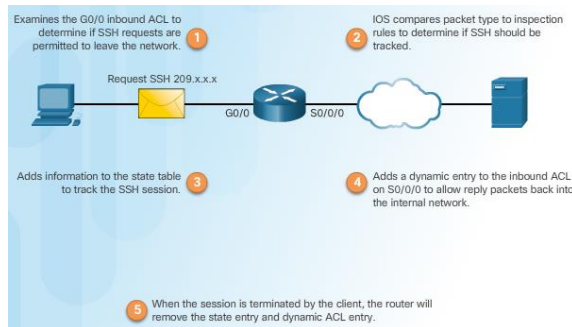 Examines the G0/0 inbound ACL to
determine if SSH requests are
permitted to leave the network.
1
2
IOS compares packet type to inspection
rules to determine if SSH should be
tracked.
Request SSH 209.x.x.x
G0/0
S0/0/0
Adds information to the state table
to track the SSH session.
3
4
Adds a dynamic entry to the inbound ACL
on S0/0/0 to allow reply packets back into
the internal network.
5
When the session is terminated by the client, the router will
remove the state entry and dynamic ACL entry.